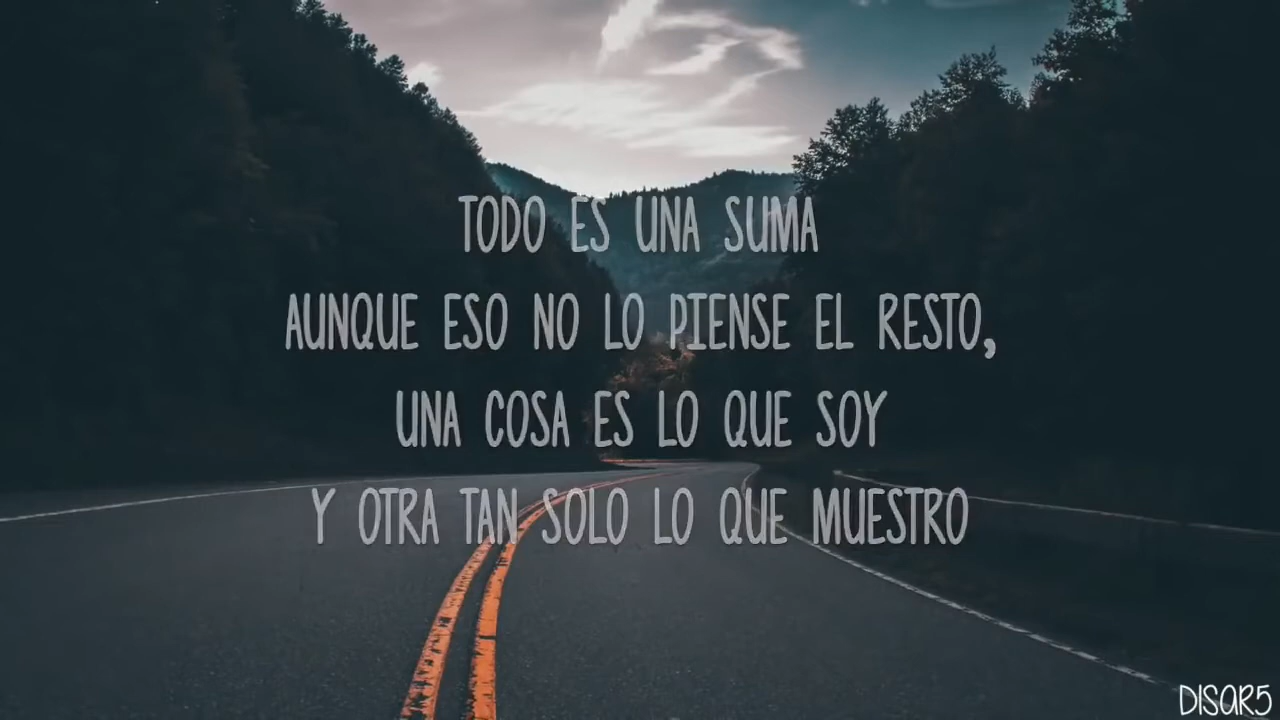 TODO ES UNA SUMA
AUNQUE ESO NO LO PIENSE EL RESTO,
UNA COSA ES LO QUE SOY
Y OTRA TAN SOLO LO QUE MUESTRO
DISAR5